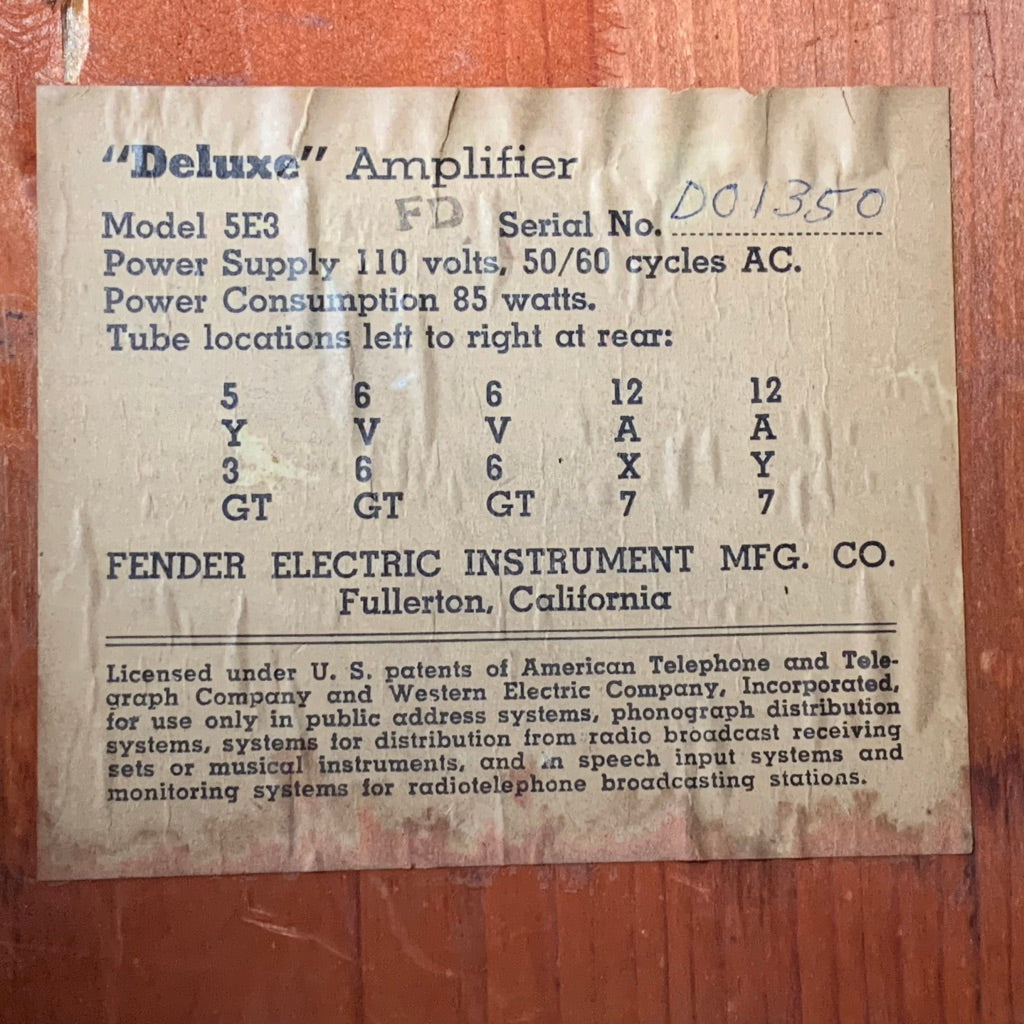 "Deluxe" Amplifier
FD
Model 5E3 Serial No. D01350
Power Supply 110 volts, 50/60 cycles AC.
Power Consumption 85 watts.
Tube locations left to right at rear:
5 6 6 12 12
Y V V A A
3 6 6 X Y
GT GT GT 7 7
FENDER ELECTRIC INSTRUMENT MFG. CO.
Fullerton, California
Licensed under U. S. patents of American Telephone and Tele-
graph Company and Western Electric Company, Incorporated,
for use only in public address systems, phonograph distribution
systems, systems for distribution from radio broadcast receiving
sets or musical instruments, and in speech input systems and
monitoring systems for radiotelephone broadcasting stations.